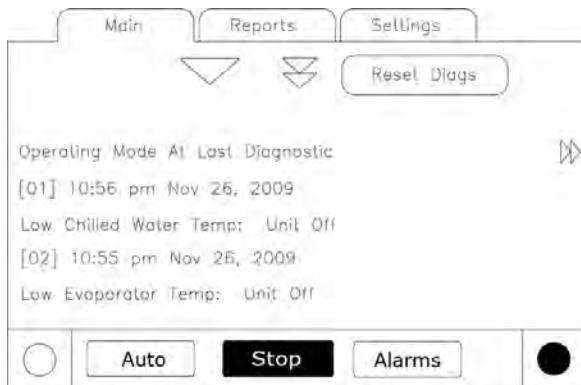 Main Reports Settings
Reset Diags
Operating Mode At Last Diagnostic
[01] 10:56 pm Nov 26, 2009
Low Chilled Water Temp: Unit Off
[02] 10:55 pm Nov 26, 2009
Low Evaporator Temp: Unit Off
Auto Stop Alarms